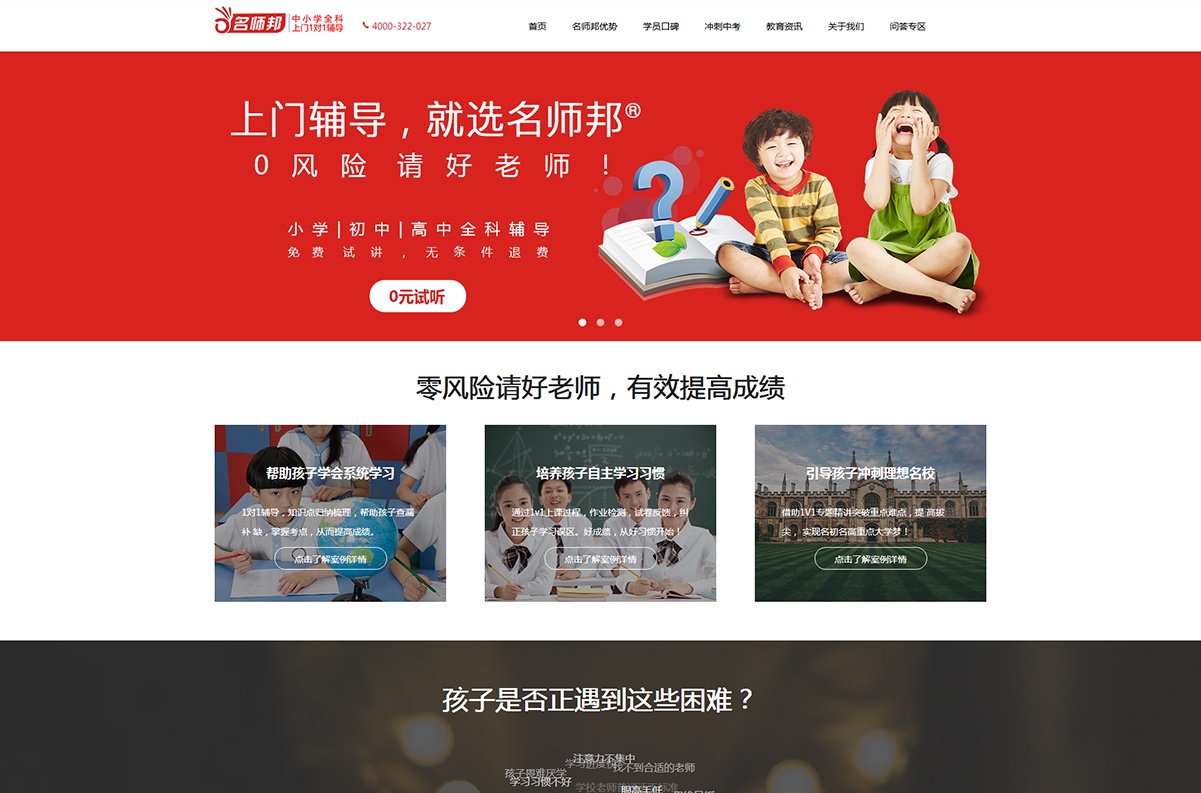 名师邦
中小学全科
上门1对1辅导
4000-322-027
首页
名师邦优势
学员口碑
冲刺中考
教育资讯
关于我们
问答专区
上门辅导，就选名师邦®
0风险请好老师！
小学|初中|高中全科辅导
免费试讲，无条件退费
0元试听
零风险请好老师，有效提高成绩
帮助孩子学会系统学习
1对1辅导，知识点归纳梳理，帮助孩子查漏
补 缺，掌握考点，从而提高成绩。
点击了解案例详情
培养孩子自主学习习惯
通过1v1上课过程，作业检测，试卷反馈，纠
正孩子学习误区。好成绩，从好习惯开始！
点击了解案例详情
引导孩子冲刺理想名校
借助1V1专题精讲突破重点难点，提 高拔
尖， 实现名初名高重点大学梦！
点击了解案例详情
孩子是否正遇到这些困难？
注意力不集中
找不到合适的老师
孩子畏难厌学
学习习惯不好
眼高手低